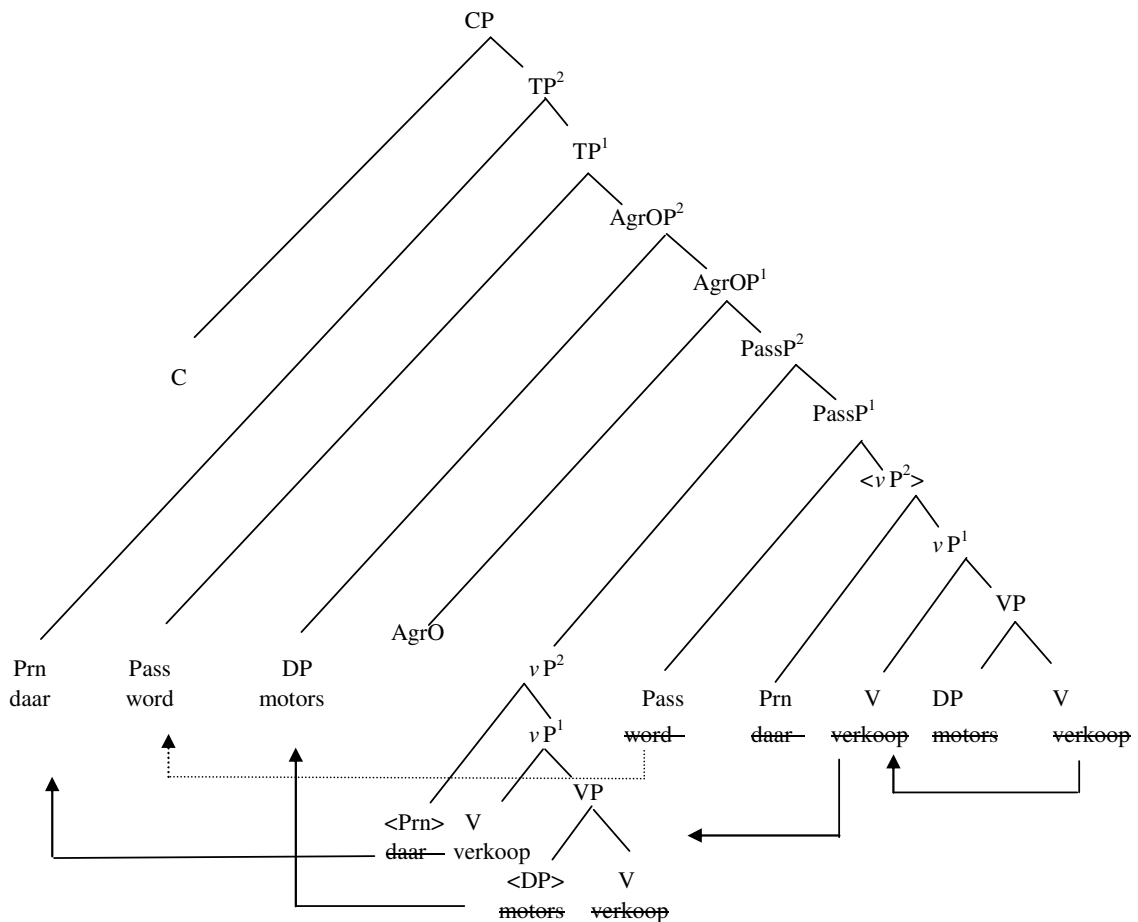 CP
TP²
TP¹
AgrOP²
AgrOP¹
PassP²
C
PassP¹
<vP²>
vP¹
VP
AgrO
Prn Pass DP vP² Pass Prn V DP V
daar word motors word daar verkoop motors verkoop
vP¹
VP
<Prn> V
daar verkoop
<DP> V
motors verkoop